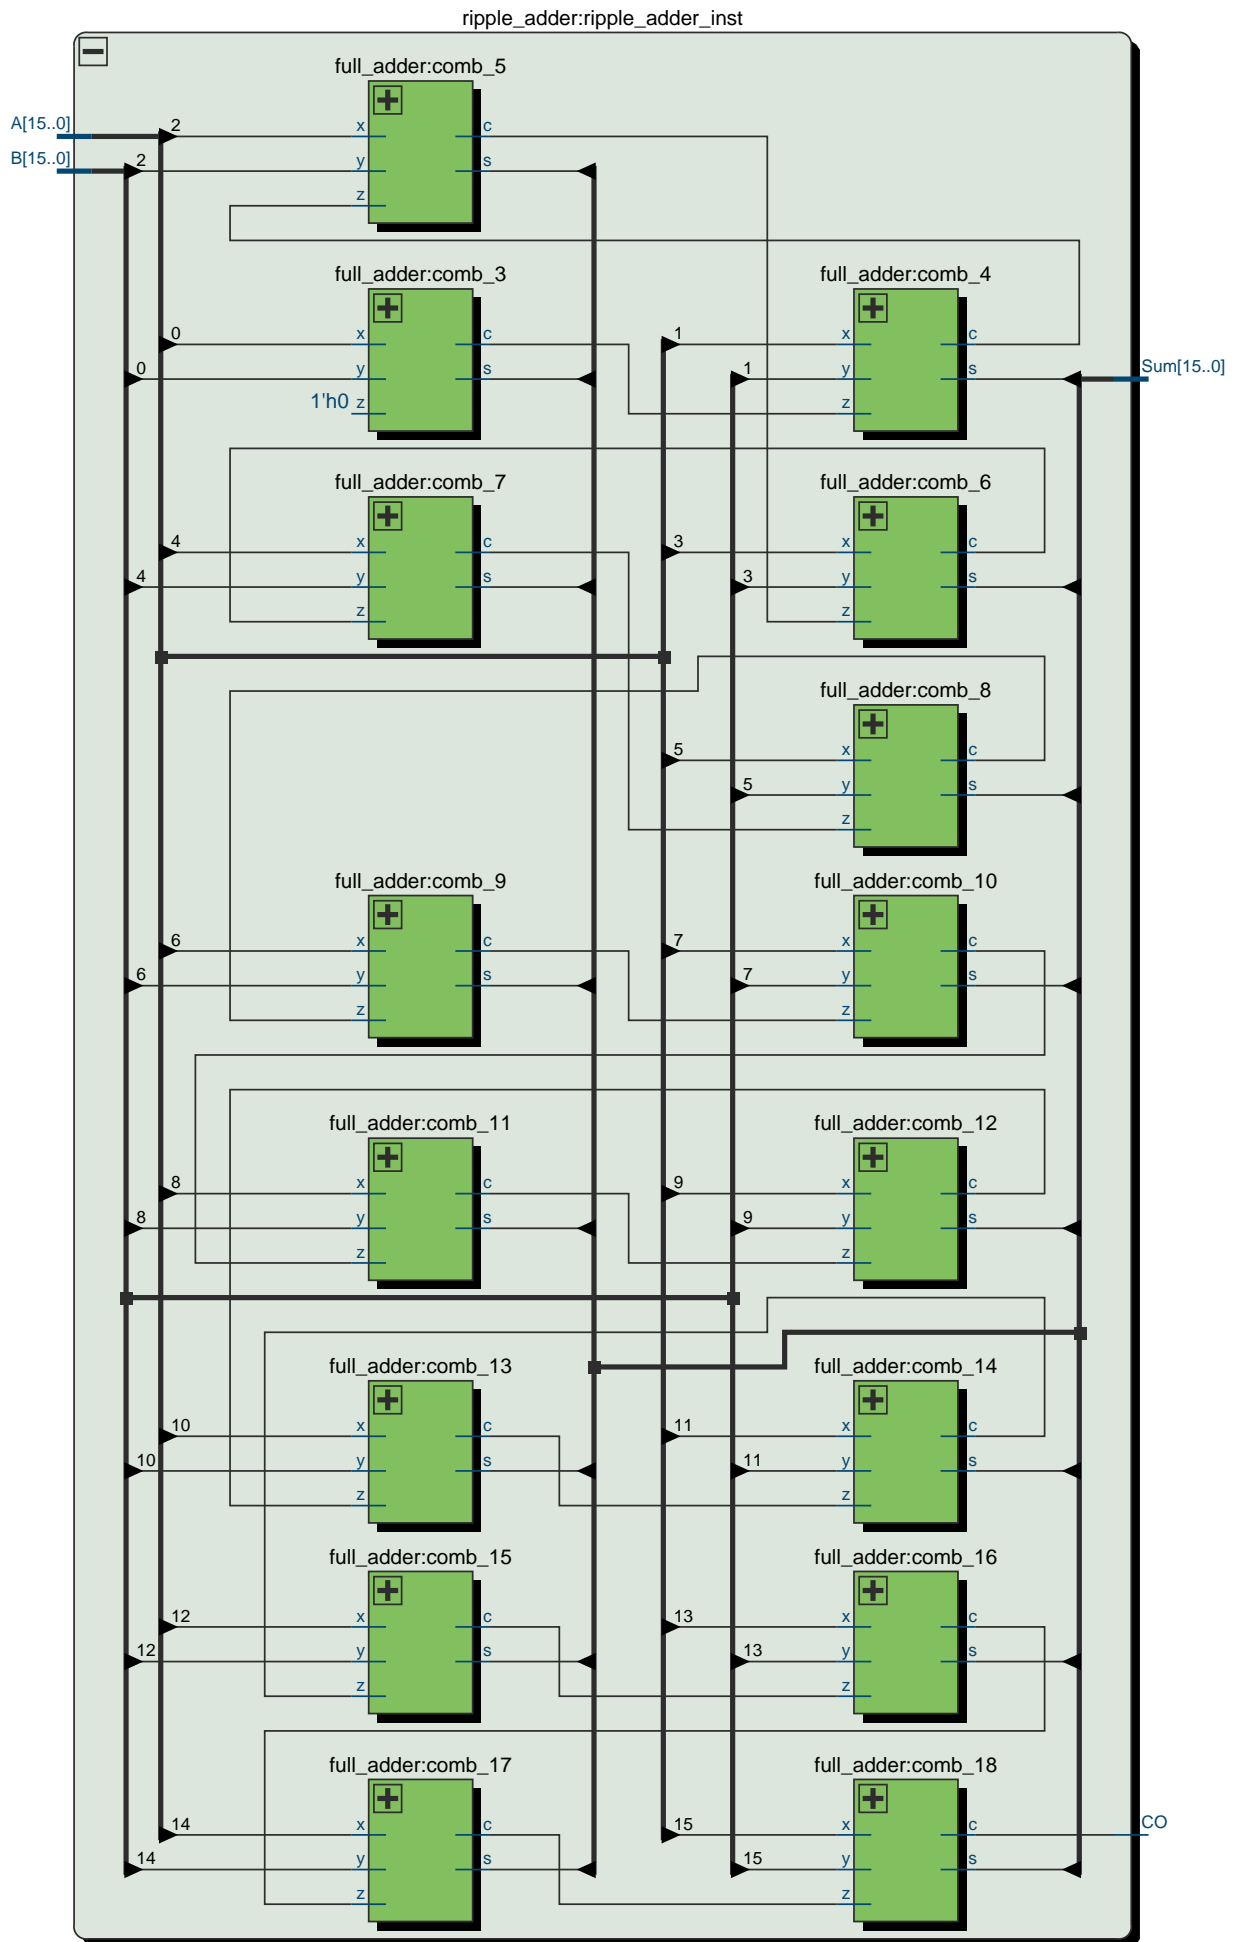 ripple_adder:ripple_adder_inst
full_adder:comb_5
A[15..0]
2
x
c
B[15..0]
2
y
s
z
full_adder:comb_3
full_adder:comb_4
0
x
c
1
x
c
0
y
s
1
y
s
Sum[15..0]
1'h0
z
z
full_adder:comb_7
full_adder:comb_6
4
x
c
3
x
c
4
y
s
3
y
s
z
z
full_adder:comb_8
5
x
c
5
y
s
z
full_adder:comb_9
full_adder:comb_10
6
x
c
7
x
c
6
y
s
7
y
s
z
z
full_adder:comb_11
full_adder:comb_12
8
x
c
9
x
c
8
y
s
9
y
s
z
z
full_adder:comb_13
full_adder:comb_14
10
x
c
11
x
c
10
y
s
11
y
s
z
z
full_adder:comb_15
full_adder:comb_16
12
x
c
13
x
c
12
y
s
13
y
s
z
z
full_adder:comb_17
full_adder:comb_18
14
x
c
15
x
c
CO
14
y
s
15
y
s
z
z